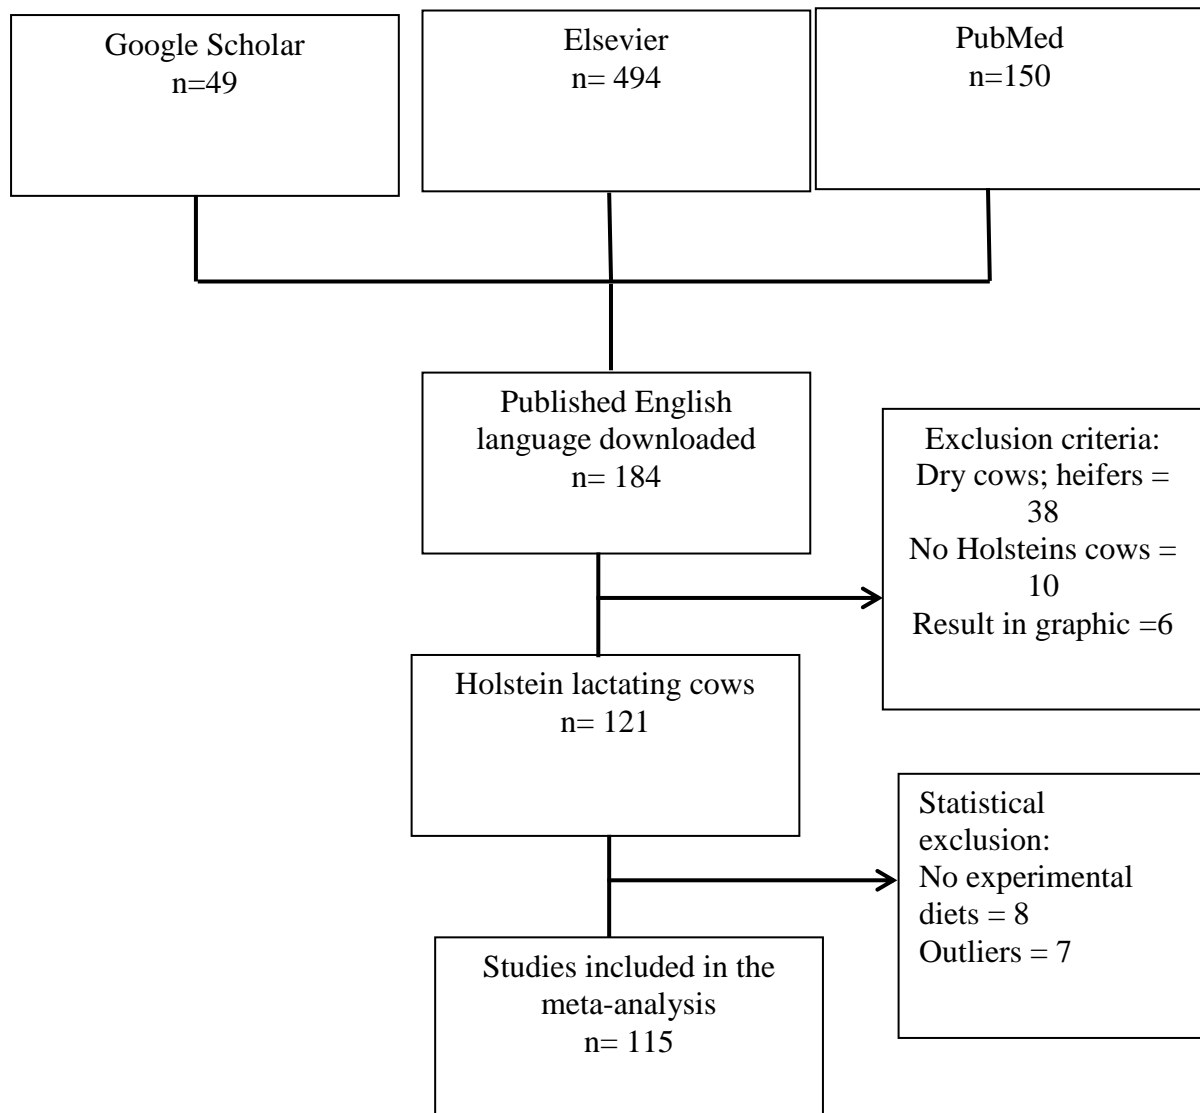 Google Scholar
n=49
Elsevier
n= 494
PubMed
n=150
Published English
language downloaded
n= 184
Exclusion criteria:
Dry cows; heifers =
38
No Holsteins cows =
10
Result in graphic =6
Holstein lactating cows
n= 121
Statistical
exclusion:
No experimental
diets = 8
Outliers = 7
Studies included in the
meta-analysis
n= 115